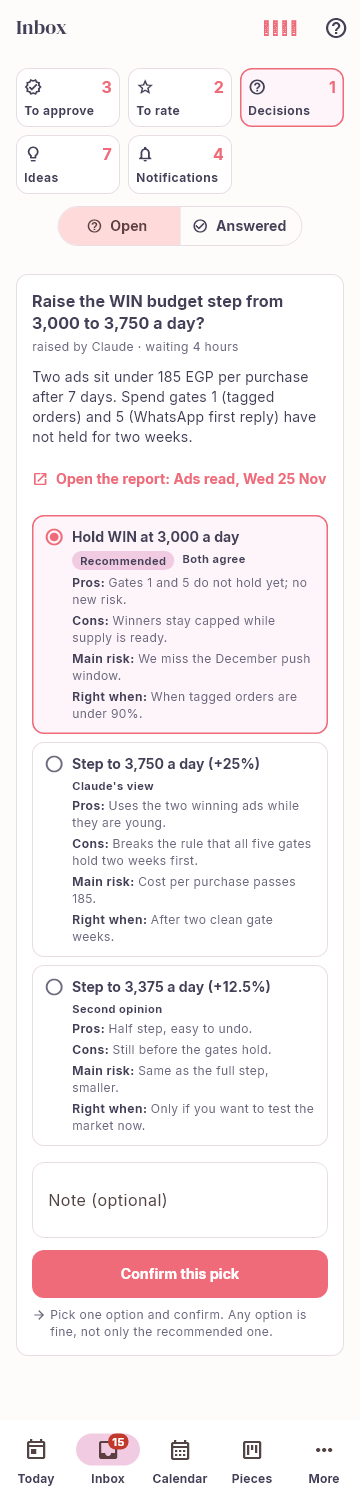 Inbox
3
To approve
2
To rate
1
Decisions
7
Ideas
4
Notifications
Open
Answered
Raise the WIN budget step from
3,000 to 3,750 a day?
raised by Claude · waiting 4 hours
Two ads sit under 185 EGP per purchase
after 7 days. Spend gates 1 (tagged
orders) and 5 (WhatsApp first reply) have
not held for two weeks.
Open the report: Ads read, Wed 25 Nov
Hold WIN at 3,000 a day
Recommended Both agree
Pros: Gates 1 and 5 do not hold yet; no
new risk.
Cons: Winners stay capped while
supply is ready.
Main risk: We miss the December push
window.
Right when: When tagged orders are
under 90%.
Step to 3,750 a day (+25%)
Claude's view
Pros: Uses the two winning ads while
they are young.
Cons: Breaks the rule that all five gates
hold two weeks first.
Main risk: Cost per purchase passes
185.
Right when: After two clean gate
weeks.
Step to 3,375 a day (+12.5%)
Second opinion
Pros: Half step, easy to undo.
Cons: Still before the gates hold.
Main risk: Same as the full step,
smaller.
Right when: Only if you want to test the
market now.
Note (optional)
Confirm this pick
→ Pick one option and confirm. Any option is
fine, not only the recommended one.
15
Today Inbox Calendar Pieces More